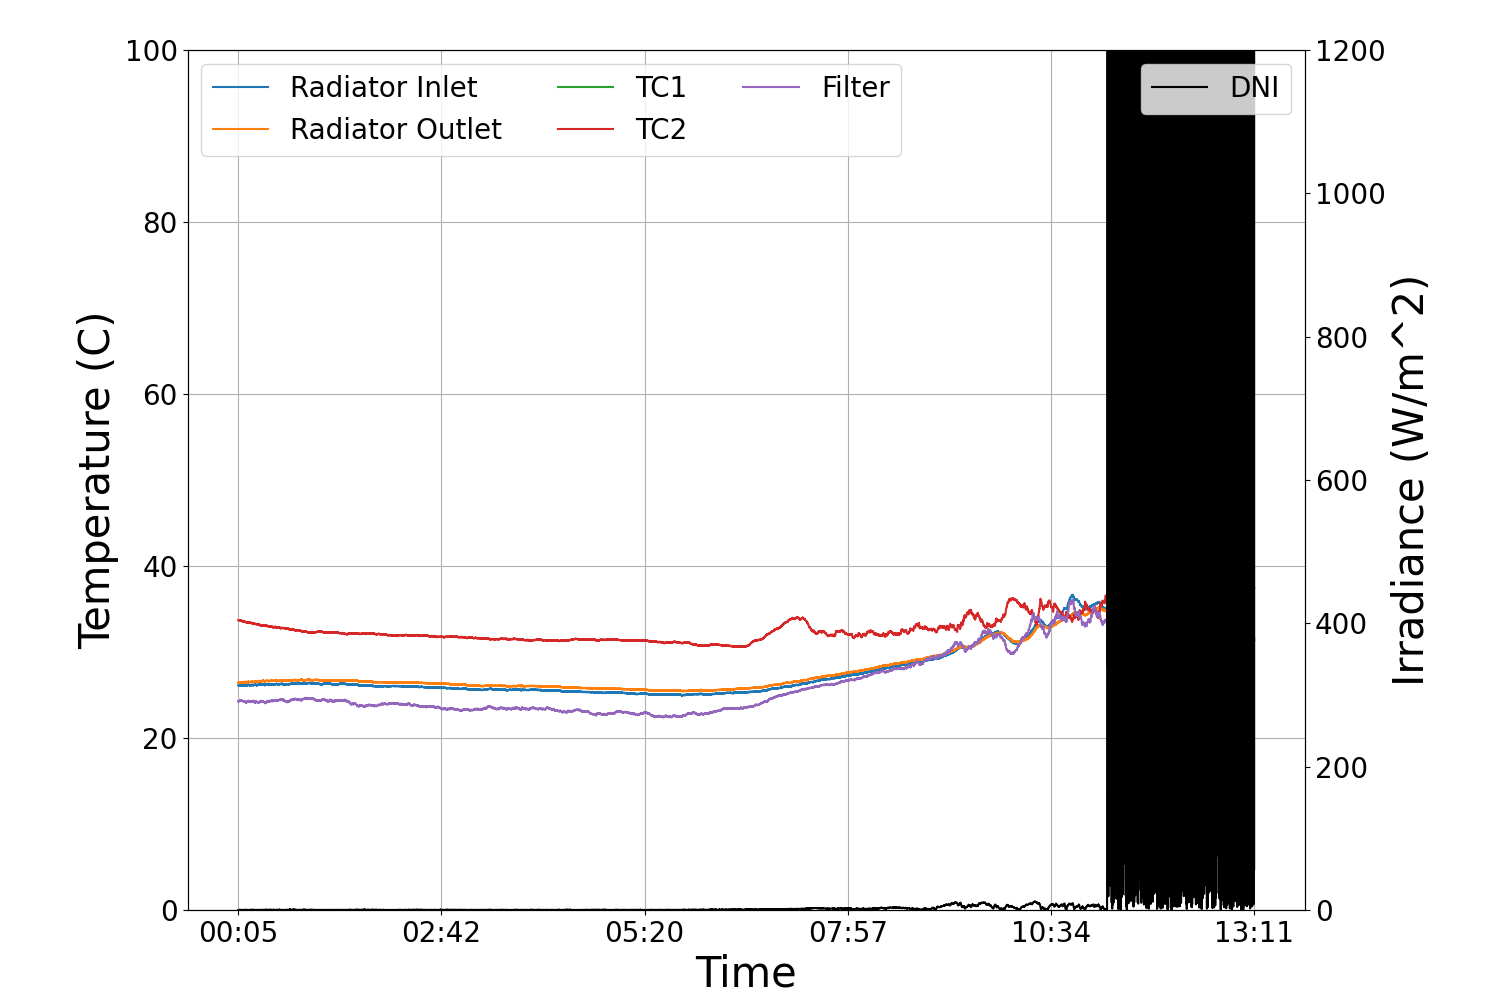 Radiator Inlet
Radiator Outlet
TC1
TC2
Filter
DNI
100
80
60
40
20
0
Temperature (C)
1200
1000
800
600
400
200
0
Irradiance (W/m^2)
00:05 02:42 05:20 07:57 10:34 13:11
Time